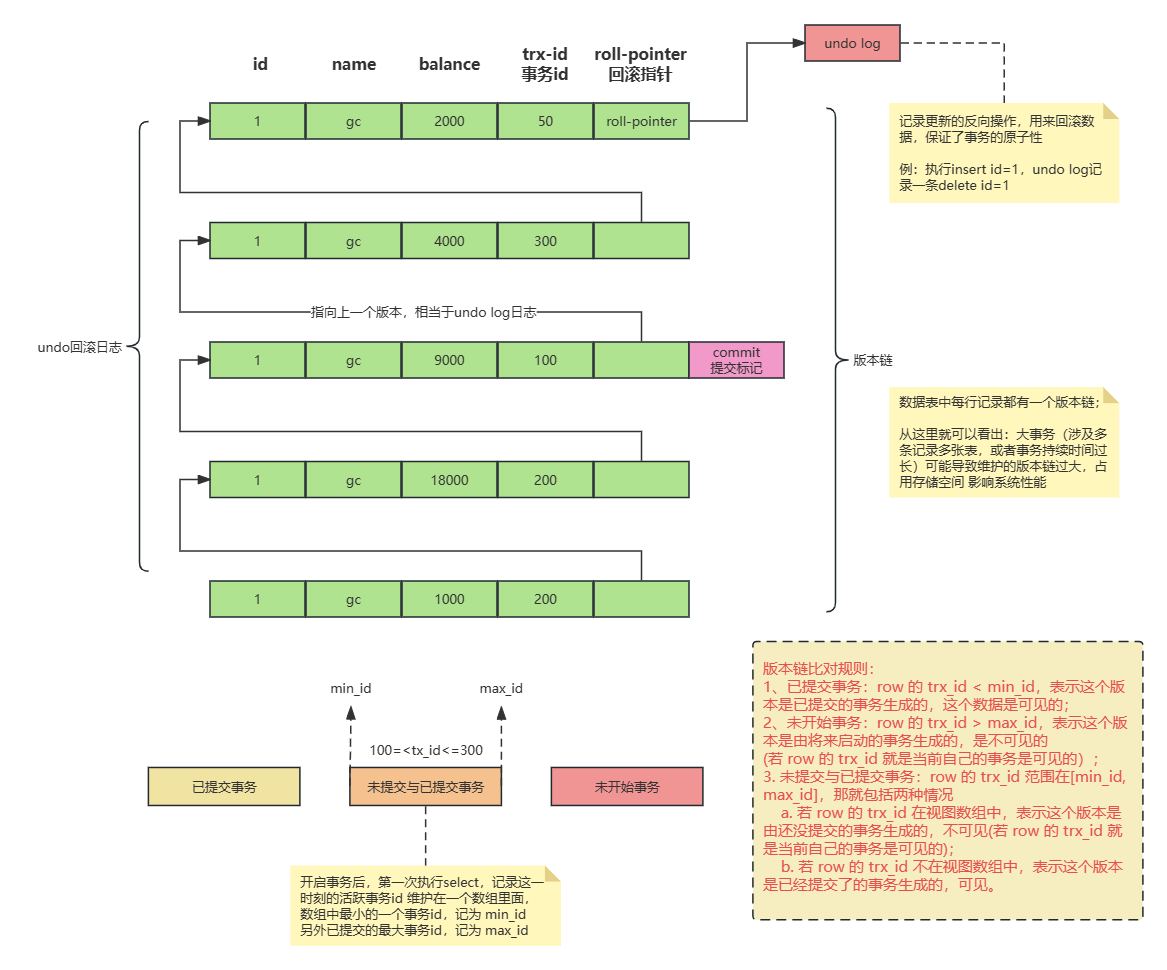 undo log
id
name
balance
trx-id
事务id
roll-pointer
回滚指针
1
gc
2000
50
roll-pointer
记录更新的反向操作，用来回滚数
据，保证了事务的原子性
例：执行insert id=1，undo log记
录一条delete id=1
1
gc
4000
300
指向上一个版本，相当于undo log日志
undo回滚日志
1
gc
9000
100
commit
提交标记
版本链
数据表中每行记录都有一个版本链；
从这里就可以看出：大事务（涉及多
条记录多张表，或者事务持续时间过
长）可能导致维护的版本链过大，占
用存储空间 影响系统性能
1
gc
18000
200
1
gc
1000
200
min_id
max_id
100=<tx_id<=300
已提交事务
未提交与已提交事务
未开始事务
开启事务后，第一次执行select，记录这一
时刻的活跃事务id 维护在一个数组里面，
数组中最小的一个事务id，记为 min_id
另外已提交的最大事务id，记为 max_id
版本链比对规则：
1、已提交事务：row 的 trx_id < min_id，表示这个版
本是已提交的事务生成的，这个数据是可见的；
2、未开始事务：row 的 trx_id > max_id，表示这个版
本是由将来启动的事务生成的，是不可见的
(若 row 的 trx_id 就是当前自己的事务是可见的）；
3. 未提交与已提交事务：row 的 trx_id 范围在[min_id,
max_id]，那就包括两种情况
a. 若 row 的 trx_id 在视图数组中，表示这个版本是
由还没提交的事务生成的，不可见(若 row 的 trx_id 就
是当前自己的事务是可见的)；
b. 若 row 的 trx_id 不在视图数组中，表示这个版本
是已经提交了的事务生成的，可见。